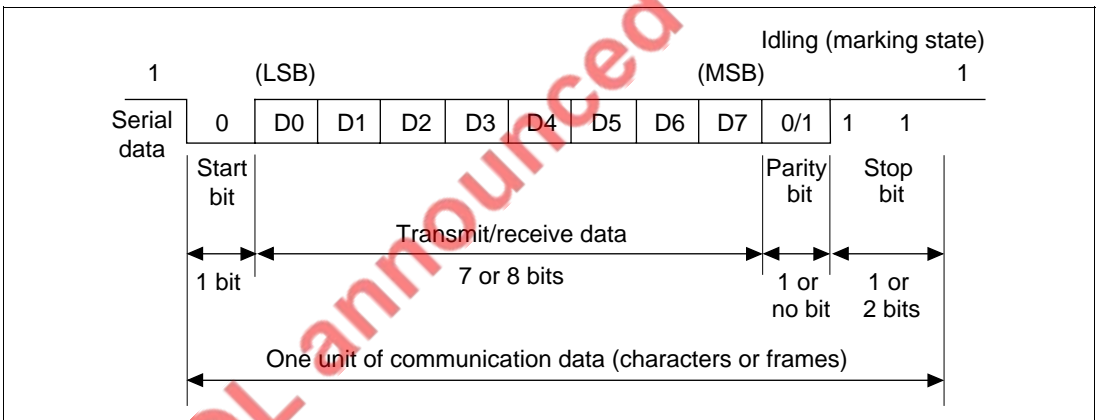 Idling (marking state)
1 (LSB) (MSB) 1
Serial data 0 D0 D1 D2 D3 D4 D5 D6 D7 0/1 1 1
Start bit Parity bit Stop bit
Transmit/receive data
1 bit 7 or 8 bits 1 or no bit 1 or 2 bits
One unit of communication data (characters or frames)
OL announced